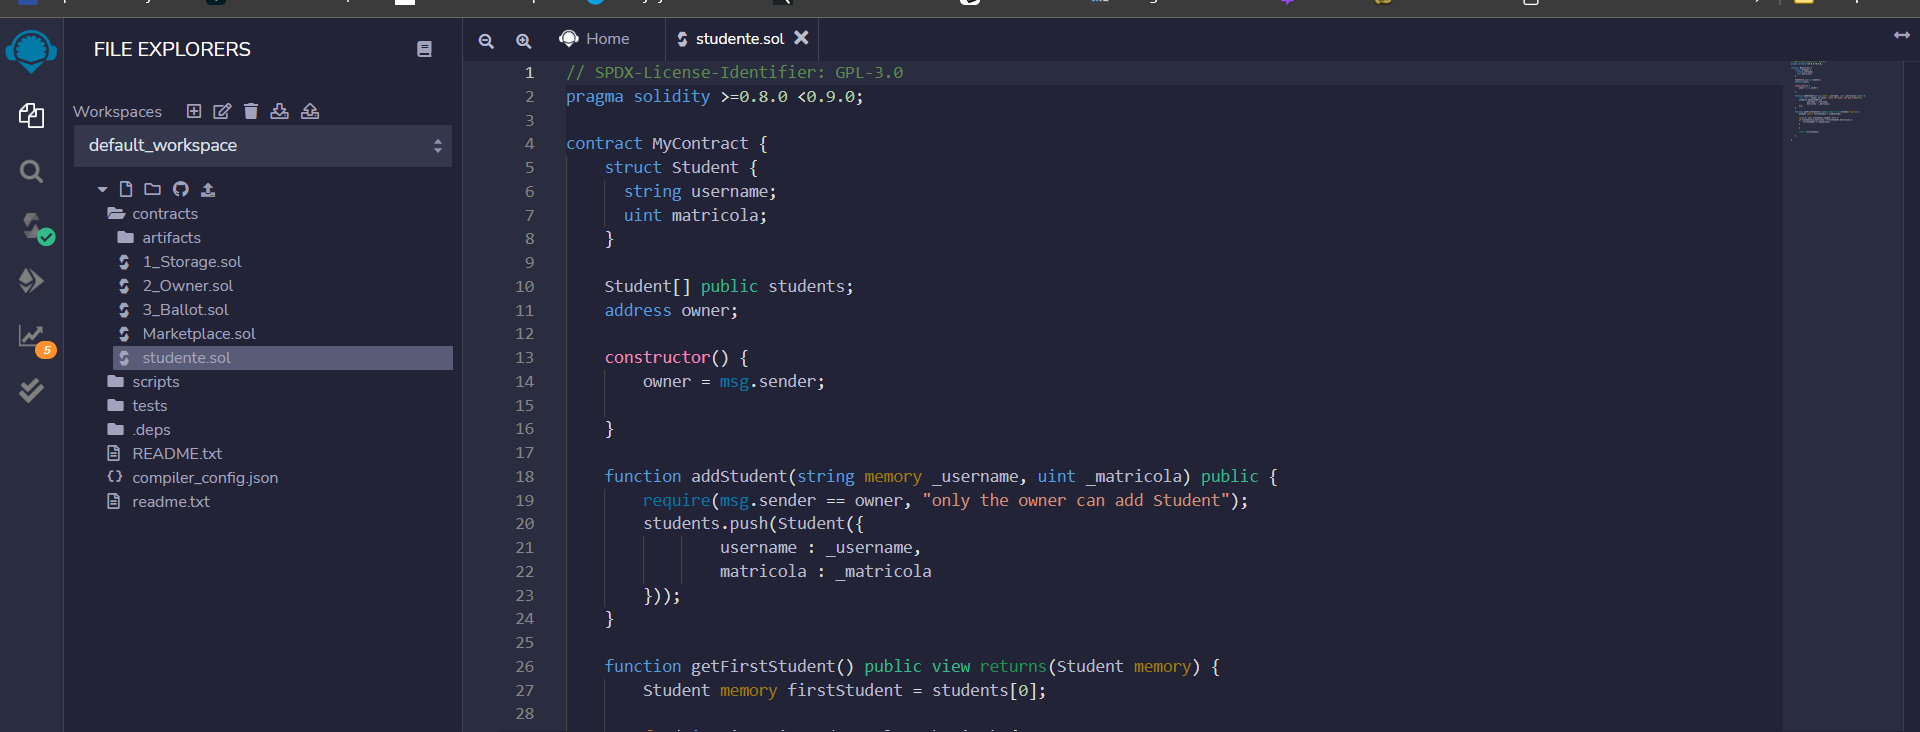 FILE EXPLORERS
Workspaces
default_workspace
contracts
artifacts
1_Storage.sol
2_Owner.sol
3_Ballot.sol
Marketplace.sol
studente.sol
scripts
tests
.deps
README.txt
compiler_config.json
readme.txt
5
Home
studente.sol
1 // SPDX-License-Identifier: GPL-3.0
2 pragma solidity >=0.8.0 <0.9.0;
3
4 contract MyContract {
5 struct Student {
6 string username;
7 uint matricola;
8 }
9
10 Student[] public students;
11 address owner;
12
13 constructor() {
14 owner = msg.sender;
15
16 }
17
18 function addStudent(string memory _username, uint _matricola) public {
19 require(msg.sender == owner, "only the owner can add Student");
20 students.push(Student({
21 username : _username,
22 matricola : _matricola
23 }));
24 }
25
26 function getFirstStudent() public view returns(Student memory) {
27 Student memory firstStudent = students[0];
28